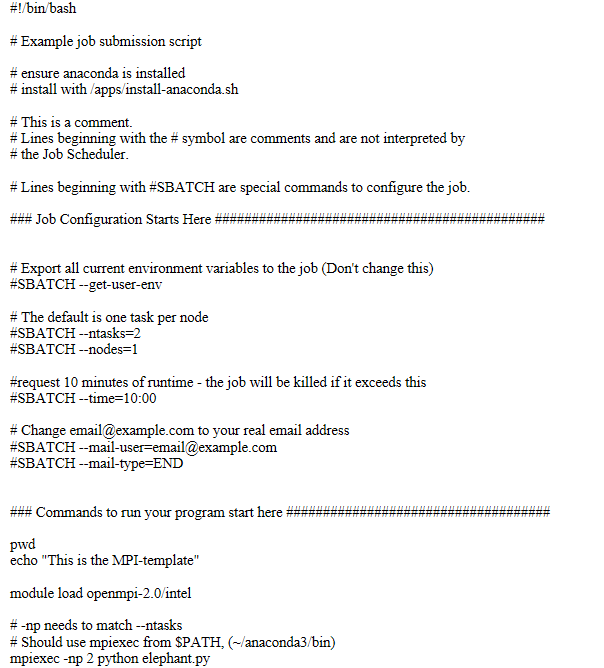 #!/bin/bash
# Example job submission script
# ensure anaconda is installed
# install with /apps/install-anaconda.sh
# This is a comment.
# Lines beginning with the # symbol are comments and are not interpreted by
# the Job Scheduler.
# Lines beginning with #SBATCH are special commands to configure the job.
### Job Configuration Starts Here #############################################
# Export all current environment variables to the job (Don't change this)
#SBATCH --get-user-env
# The default is one task per node
#SBATCH --ntasks=2
#SBATCH --nodes=1
#request 10 minutes of runtime - the job will be killed if it exceeds this
#SBATCH --time=10:00
# Change email@example.com to your real email address
#SBATCH --mail-user=email@example.com
#SBATCH --mail-type=END
### Commands to run your program start here ####################################
pwd
echo "This is the MPI-template"
module load openmpi-2.0/intel
# -np needs to match --ntasks
# Should use mpiexec from $PATH, (~/anaconda3/bin)
mpiexec -np 2 python elephant.py